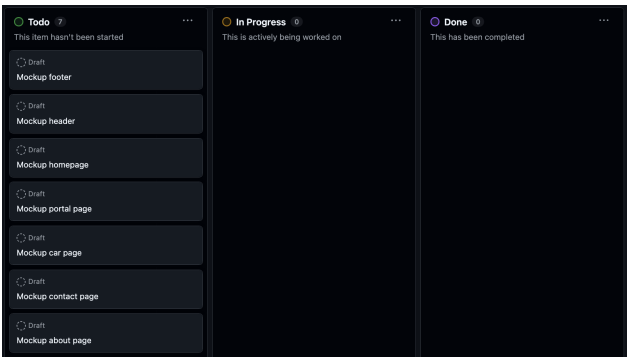 Todo 7
This item hasn't been started
Draft
Mockup footer
Draft
Mockup header
Draft
Mockup homepage
Draft
Mockup portal page
Draft
Mockup car page
Draft
Mockup contact page
Draft
Mockup about page
In Progress 0
This is actively being worked on
Done 0
This has been completed